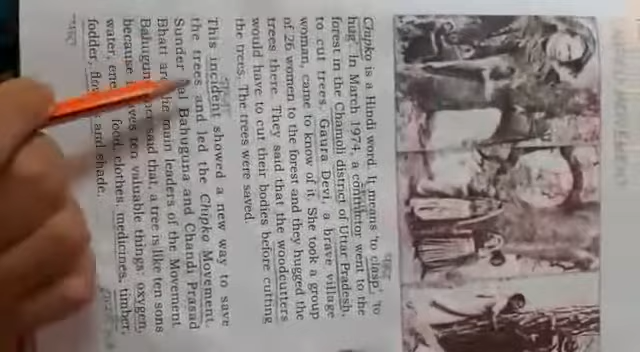 Chipko is a Hindi word. It means 'to clasp,' 'to
hug'. In March, 1974, a contractor went to the
forest in the Chamoli district of Uttar Pradesh,
to cut trees. Gaura Devi, a brave village
woman, came to know of it. She took a group
of 26 women to the forest and they hugged the
trees there. They said that the woodcutters
would have to cut their bodies before cutting
the trees. The trees were saved.
This incident showed a new way to save
the trees and led the Chipko Movement.
Sunder Bahuguna and Chandi Prasad
Bhatt are the main leaders of the Movement.
said that, a tree is like ten sons
because ten valuable things: oxygen,
water, food, clothes, medicines, timber,
fodder, and shade.